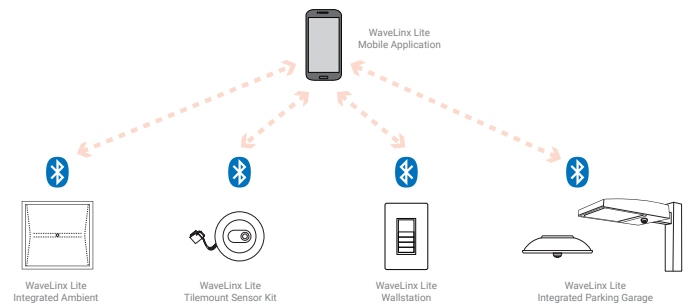 WaveLinx Lite
Mobile Application
WaveLinx Lite
Integrated Ambient
WaveLinx Lite
Tilemount Sensor Kit
WaveLinx Lite
Wallstation
WaveLinx Lite
Integrated Parking Garage